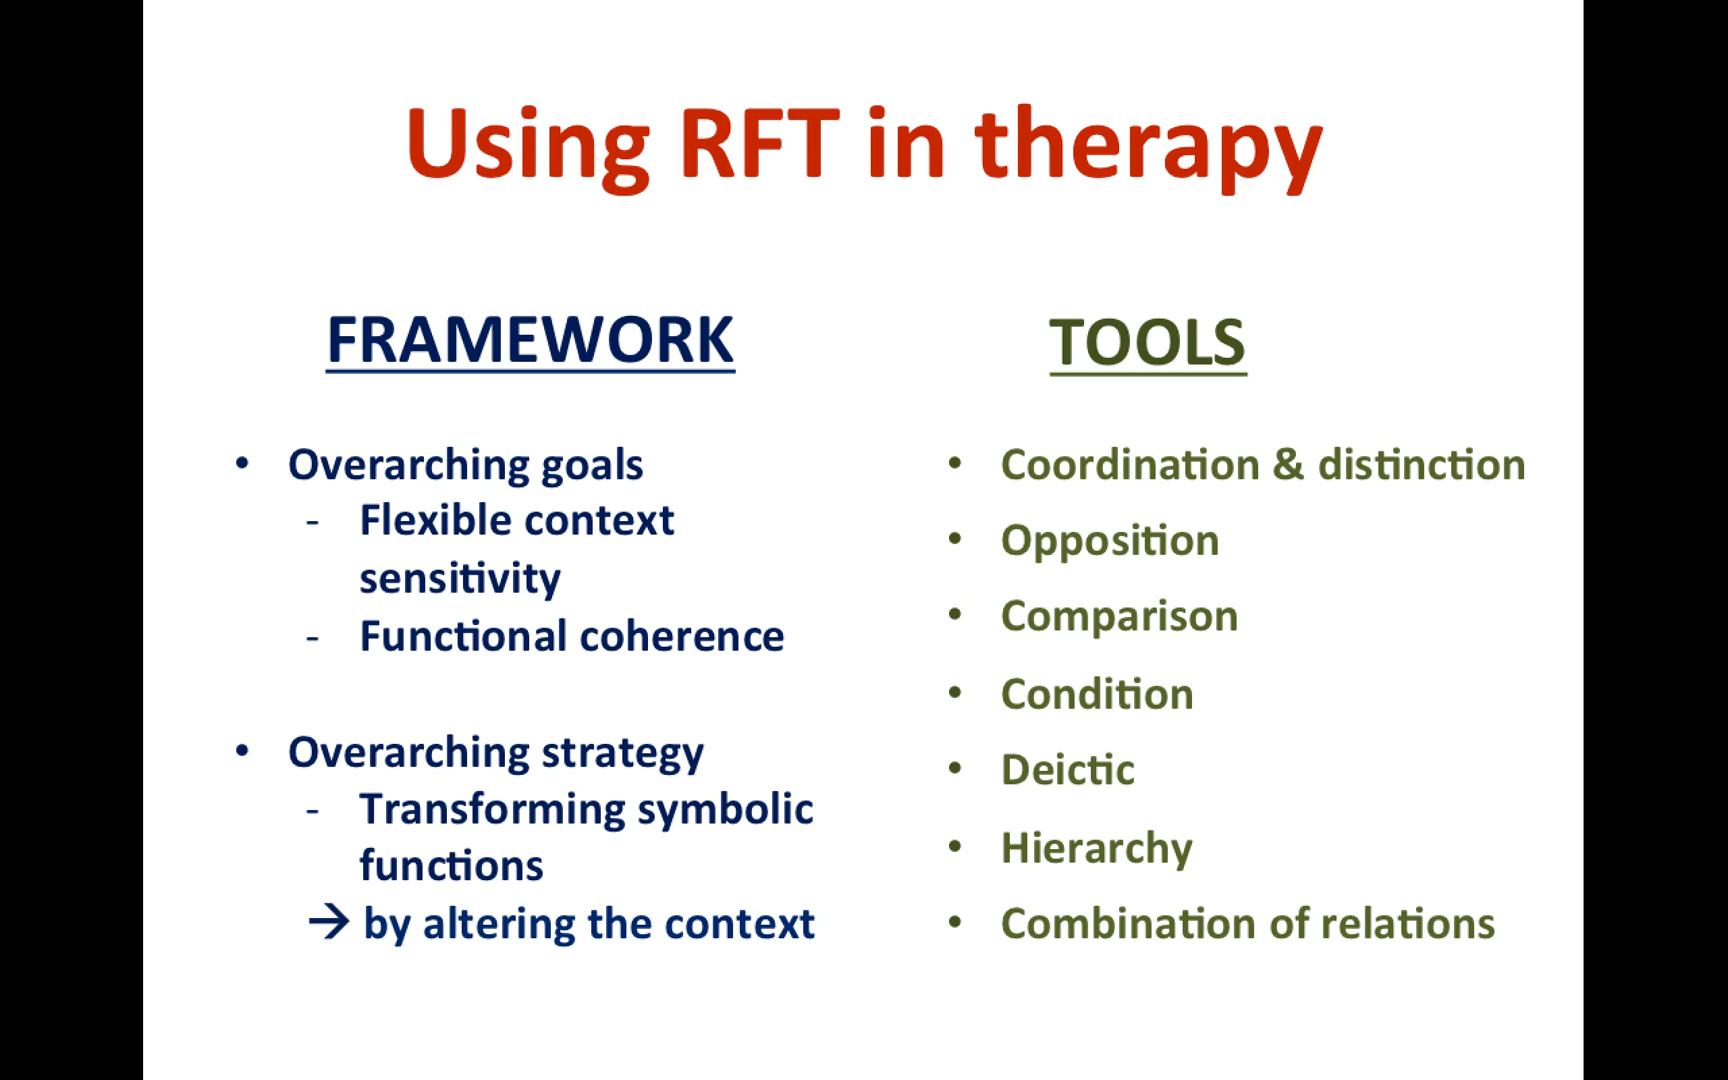 Using RFT in therapy
FRAMEWORK
• Overarching goals
- Flexible context
sensitivity
- Functional coherence
• Overarching strategy
- Transforming symbolic
functions
→ by altering the context
TOOLS
• Coordination & distinction
• Opposition
• Comparison
• Condition
• Deictic
• Hierarchy
• Combination of relations